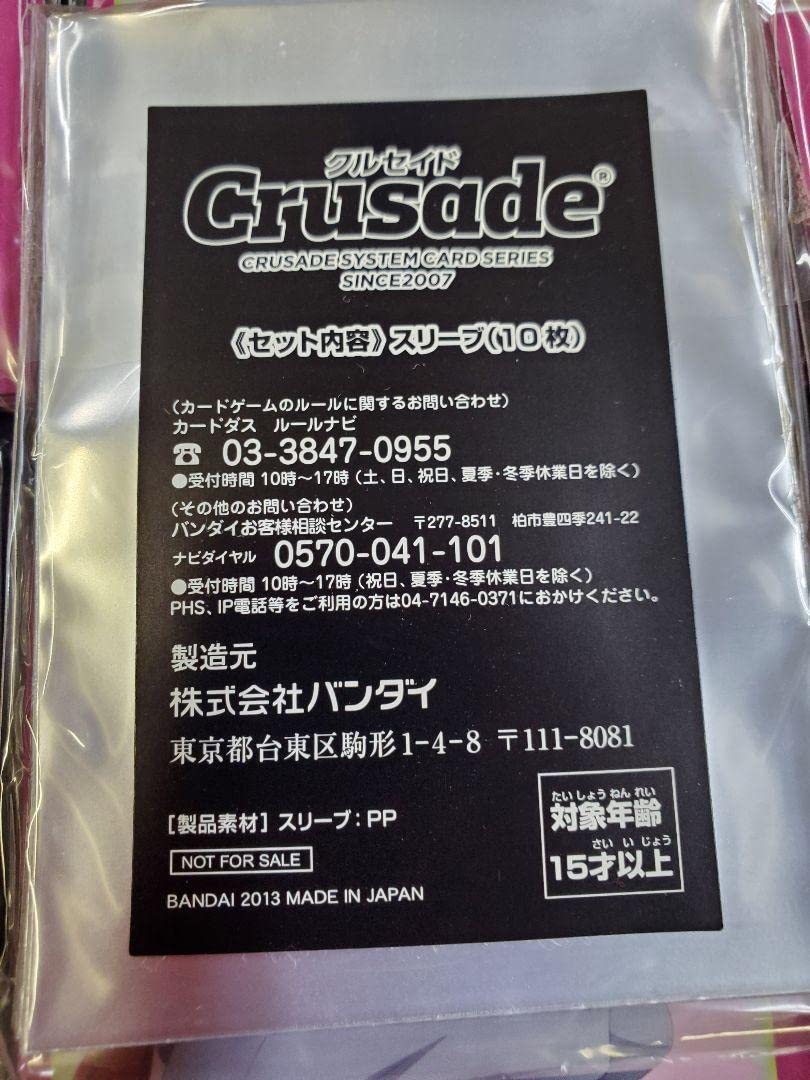 クルセイド
Crusade®
CRUSADE SYSTEM CARD SERIES
SINCE2007
《セット内容》スリーブ(10枚)
(カードゲームのルールに関するお問い合わせ)
カードダス ルールナビ
☎ 03-3847-0955
●受付時間 10時～17時(土、日、祝日、夏季・冬季休業日を除く)
(その他のお問い合わせ)
バンダイお客様相談センター 〒277-8511 柏市豊四季241-22
ナビダイヤル 0570-041-101
●受付時間 10時～17時(祝日、夏季・冬季休業日を除く)
PHS、IP電話等をご利用の方は04-7146-0371におかけください。
製造元
株式会社バンダイ
東京都台東区駒形1-4-8 〒111-8081
[製品素材] スリーブ:PP
NOT FOR SALE
BANDAI 2013 MADE IN JAPAN
たいしょうねんれい
対象年齢
さいいじょう
15才以上